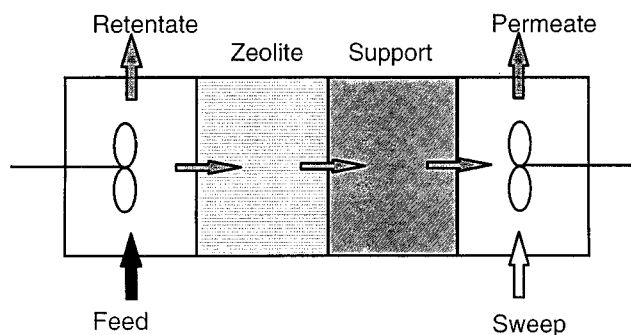 Retentate
Permeate
Zeolite
Support
Feed
Sweep